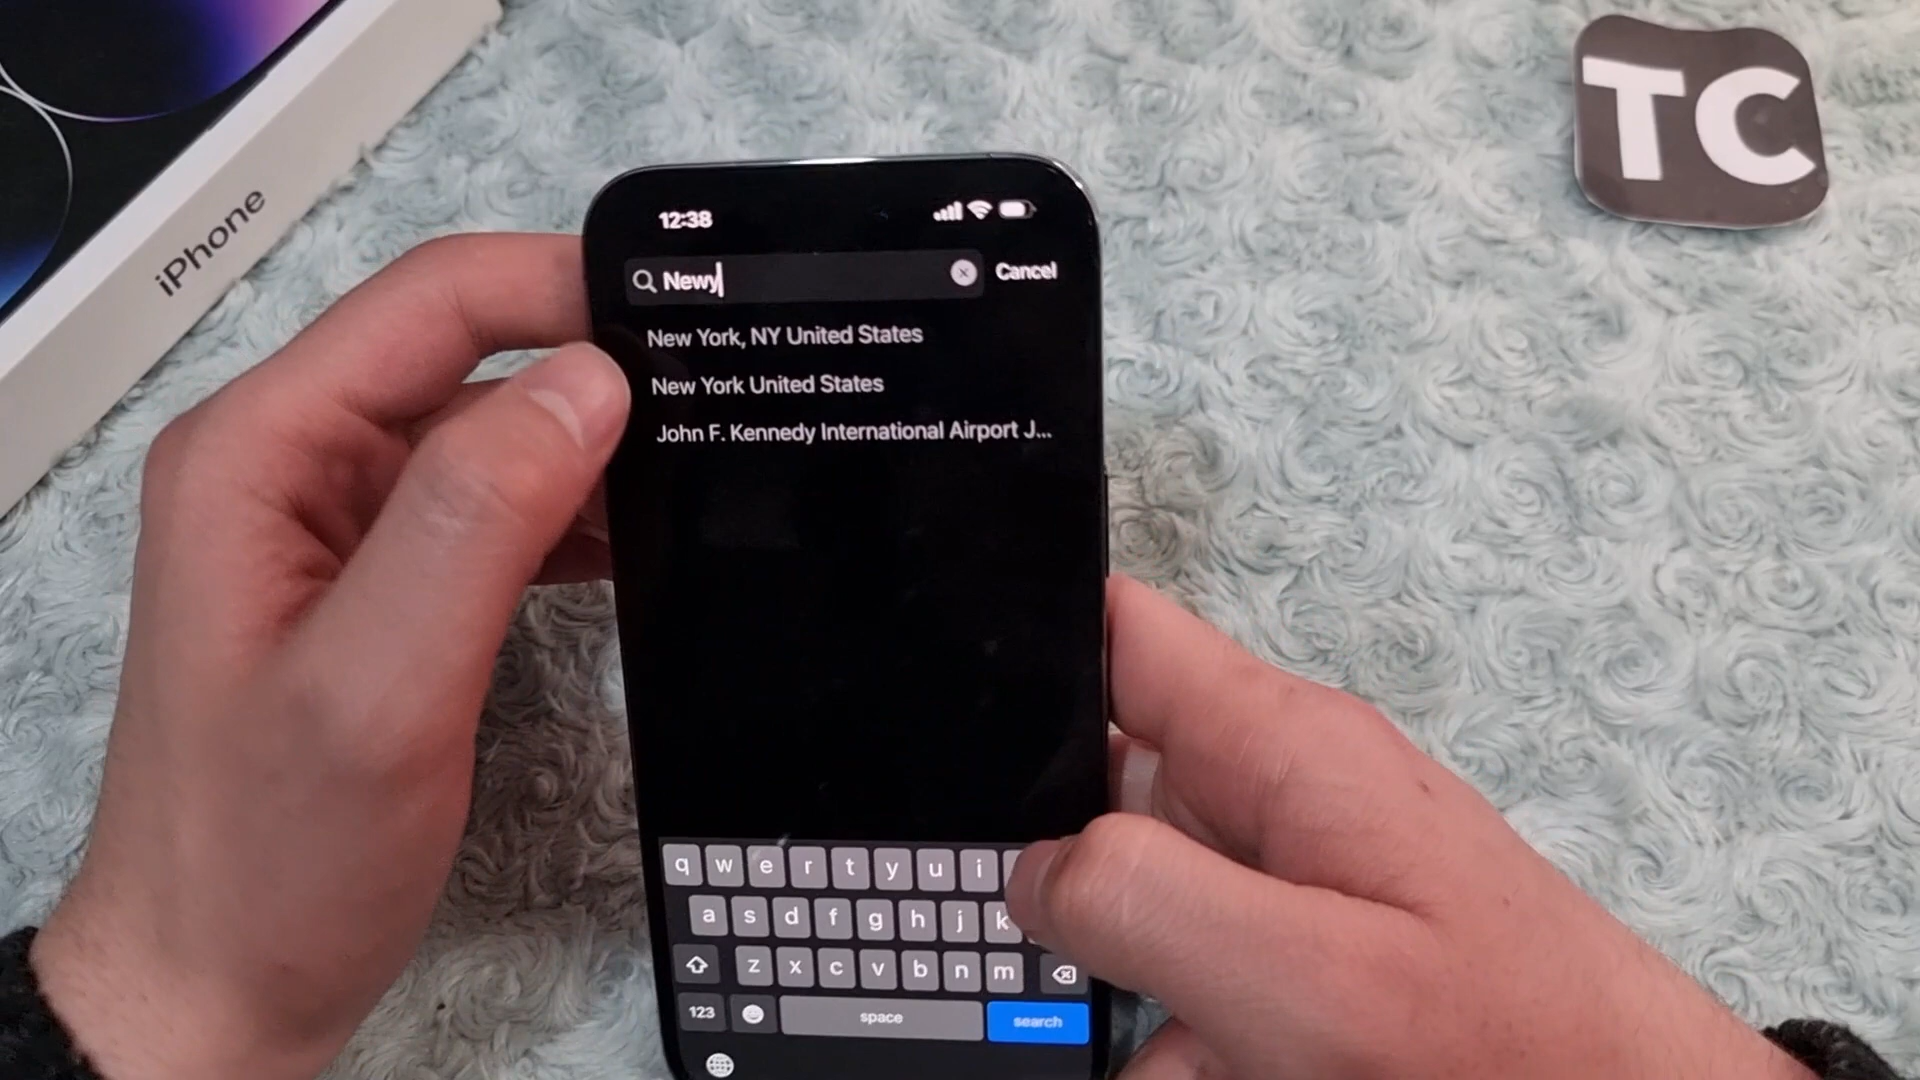 iPhone
TC
12:38
Newy
Cancel
New York, NY United States
New York United States
John F. Kennedy International Airport J...
q w e r t y u i
a s d f g h j k
z x c v b n m
123
space
search